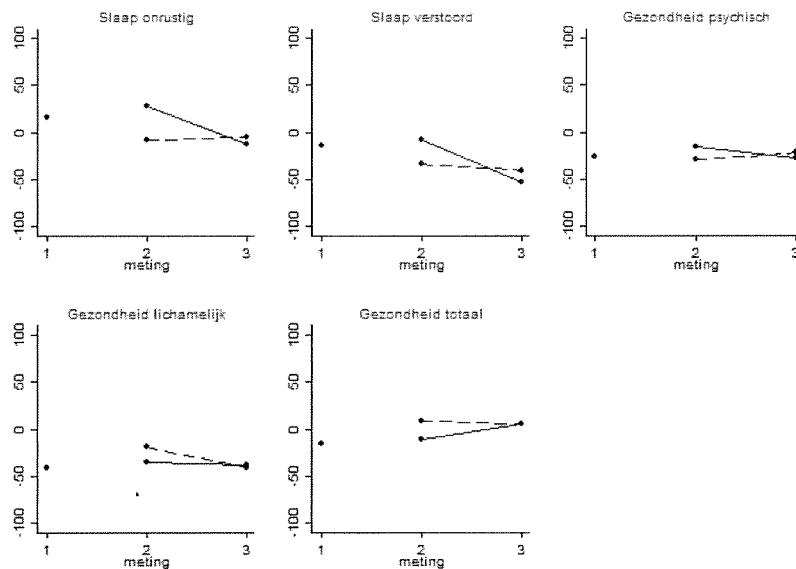 Slaap onrustig
100
50
0
-50
-100
1 2 3
meting
Slaap verstoord
100
50
0
-50
-100
1 2 3
meting
Gezondheid psychisch
100
50
0
-50
-100
1 2 3
meting
Gezondheid lichamelijk
100
50
0
-50
-100
1 2 3
meting
Gezondheid totaal
100
50
0
-50
-100
1 2 3
meting